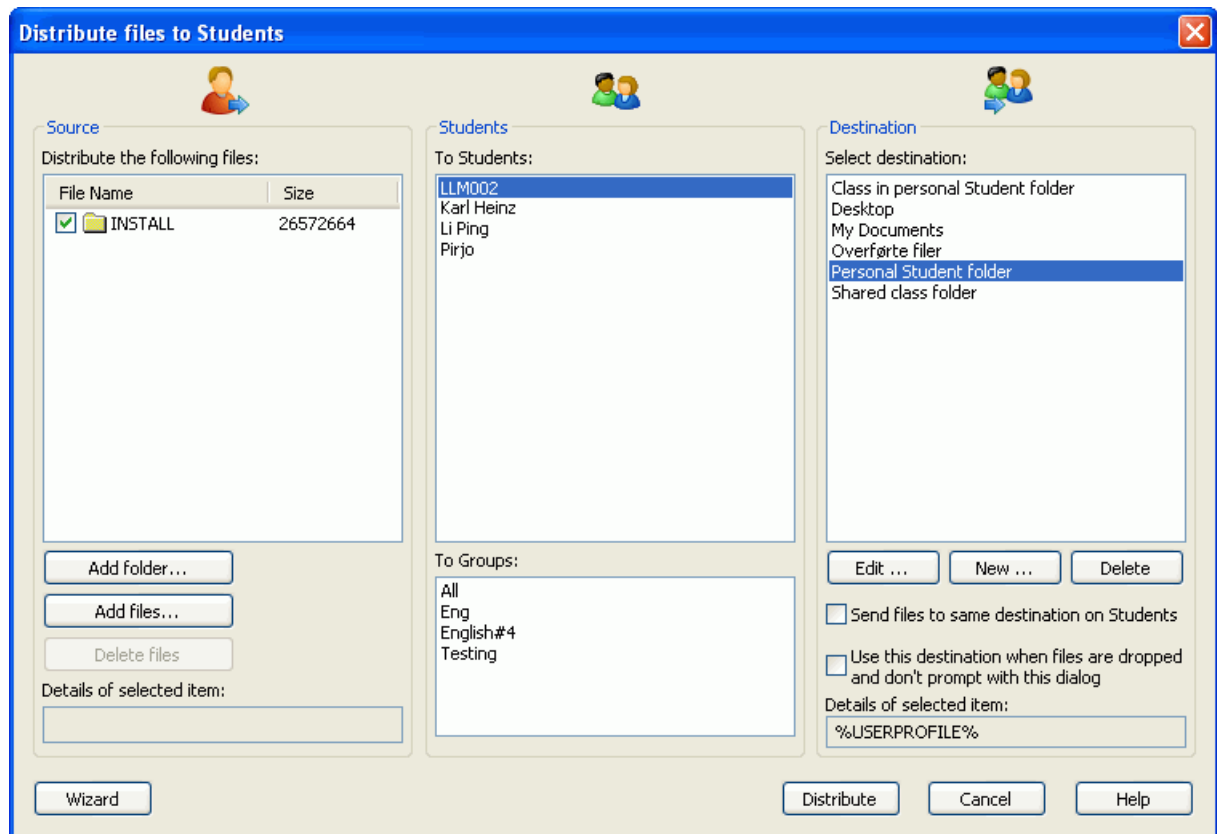 Distribute files to Students
Source
Distribute the following files:
File Name Size
INSTALL 26572664
Add folder...
Add files...
Delete files
Details of selected item:
Students
To Students:
LLM002
Karl Heinz
Li Ping
Pirjo
To Groups:
All
Eng
English#4
Testing
Destination
Select destination:
Class in personal Student folder
Desktop
My Documents
Overførte filer
Personal Student folder
Shared class folder
Edit ... New ... Delete
Send files to same destination on Students
Use this destination when files are dropped
and don't prompt with this dialog
Details of selected item:
%USERPROFILE%
Wizard Distribute Cancel Help